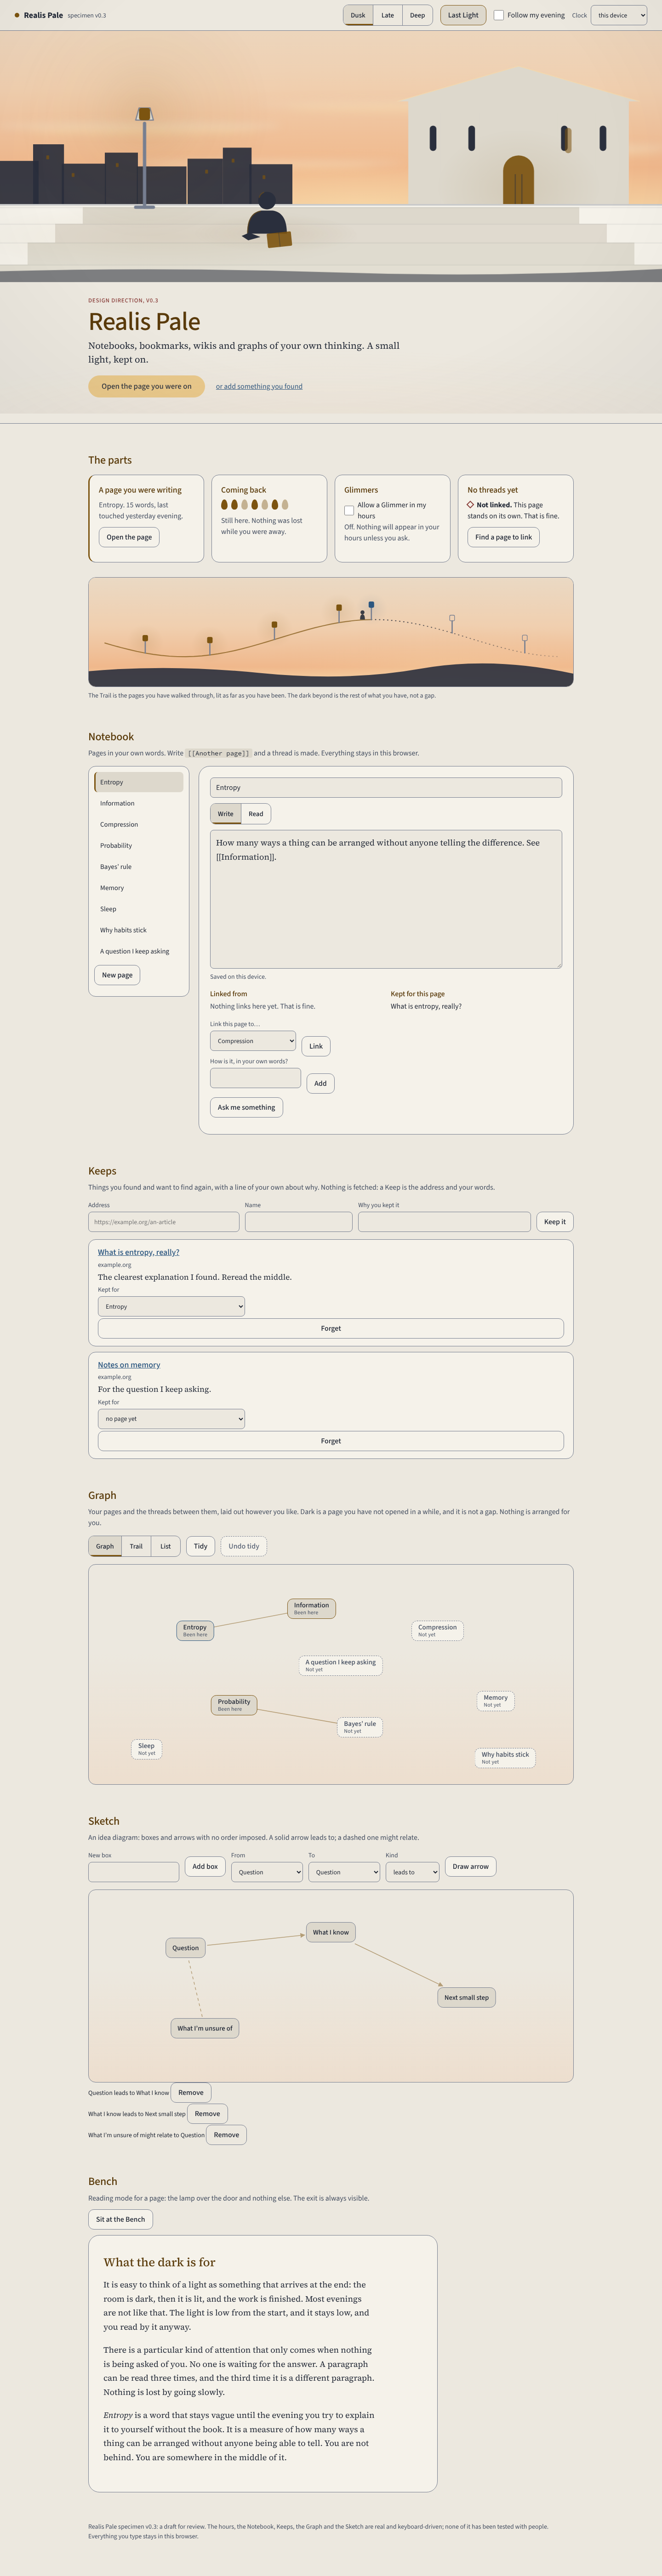 Realis Pale specimen v0.3
Dusk Late Deep Last Light Follow my evening Clock this device
DESIGN DIRECTION, V0.3
Realis Pale
Notebooks, bookmarks, wikis and graphs of your own thinking. A small
light, kept on.
Open the page you were on or add something you found
The parts
A page you were writing
Entropy. 15 words, last
touched yesterday evening.
Open the page
Coming back
Still here. Nothing was lost
while you were away.
Glimmers
Allow a Glimmer in my
hours
Off. Nothing will appear in your
hours unless you ask.
No threads yet
Not linked. This page
stands on its own. That is fine.
Find a page to link
The Trail is the pages you have walked through, lit as far as you have been. The dark beyond is the rest of what you have, not a gap.
Notebook
Pages in your own words. Write [[Another page]] and a thread is made. Everything stays in this browser.
Entropy
Information
Compression
Probability
Bayes' rule
Memory
Sleep
Why habits stick
A question I keep asking
New page
Entropy
Write Read
How many ways a thing can be arranged without anyone telling the difference. See
[[Information]].
Saved on this device.
Linked from
Nothing links here yet. That is fine.
Kept for this page
What is entropy, really?
Link this page to…
Compression Link
How is it, in your own words?
Add
Ask me something
Keeps
Things you found and want to find again, with a line of your own about why. Nothing is fetched: a Keep is the address and your words.
Address Name Why you kept it
https://example.org/an-article Keep it
What is entropy, really?
example.org
The clearest explanation I found. Reread the middle.
Kept for
Entropy
Forget
Notes on memory
example.org
For the question I keep asking.
Kept for
no page yet
Forget
Graph
Your pages and the threads between them, laid out however you like. Dark is a page you have not opened in a while, and it is not a gap. Nothing is arranged for
you.
Graph Trail List Tidy Undo tidy
Information
Been here
Entropy
Been here
Compression
Not yet
A question I keep asking
Not yet
Memory
Not yet
Probability
Been here
Bayes' rule
Not yet
Sleep
Not yet
Why habits stick
Not yet
Sketch
An idea diagram: boxes and arrows with no order imposed. A solid arrow leads to; a dashed one might relate.
New box From To Kind
Add box Question Question leads to Draw arrow
What I know
Question
Next small step
What I'm unsure of
Question leads to What I know Remove
What I know leads to Next small step Remove
What I'm unsure of might relate to Question Remove
Bench
Reading mode for a page: the lamp over the door and nothing else. The exit is always visible.
Sit at the Bench
What the dark is for
It is easy to think of a light as something that arrives at the end: the
room is dark, then it is lit, and the work is finished. Most evenings
are not like that. The light is low from the start, and it stays low, and
you read by it anyway.
There is a particular kind of attention that only comes when nothing
is being asked of you. No one is waiting for the answer. A paragraph
can be read three times, and the third time it is a different paragraph.
Nothing is lost by going slowly.
Entropy is a word that stays vague until the evening you try to explain
it to yourself without the book. It is a measure of how many ways a
thing can be arranged without anyone being able to tell. You are not
behind. You are somewhere in the middle of it.
Realis Pale specimen v0.3: a draft for review. The hours, the Notebook, Keeps, the Graph and the Sketch are real and keyboard-driven; none of it has been tested with people.
Everything you type stays in this browser.